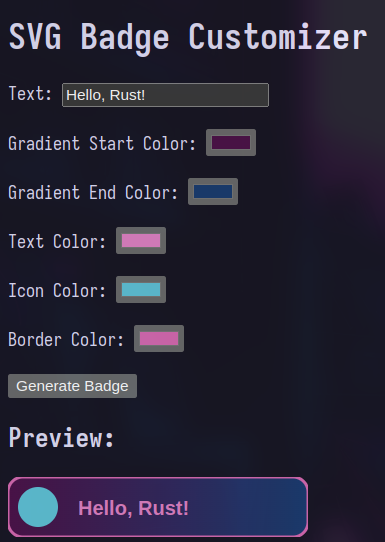 SVG Badge Customizer
Text: Hello, Rust!
Gradient Start Color:
Gradient End Color:
Text Color:
Icon Color:
Border Color:
Generate Badge
Preview:
Hello, Rust!